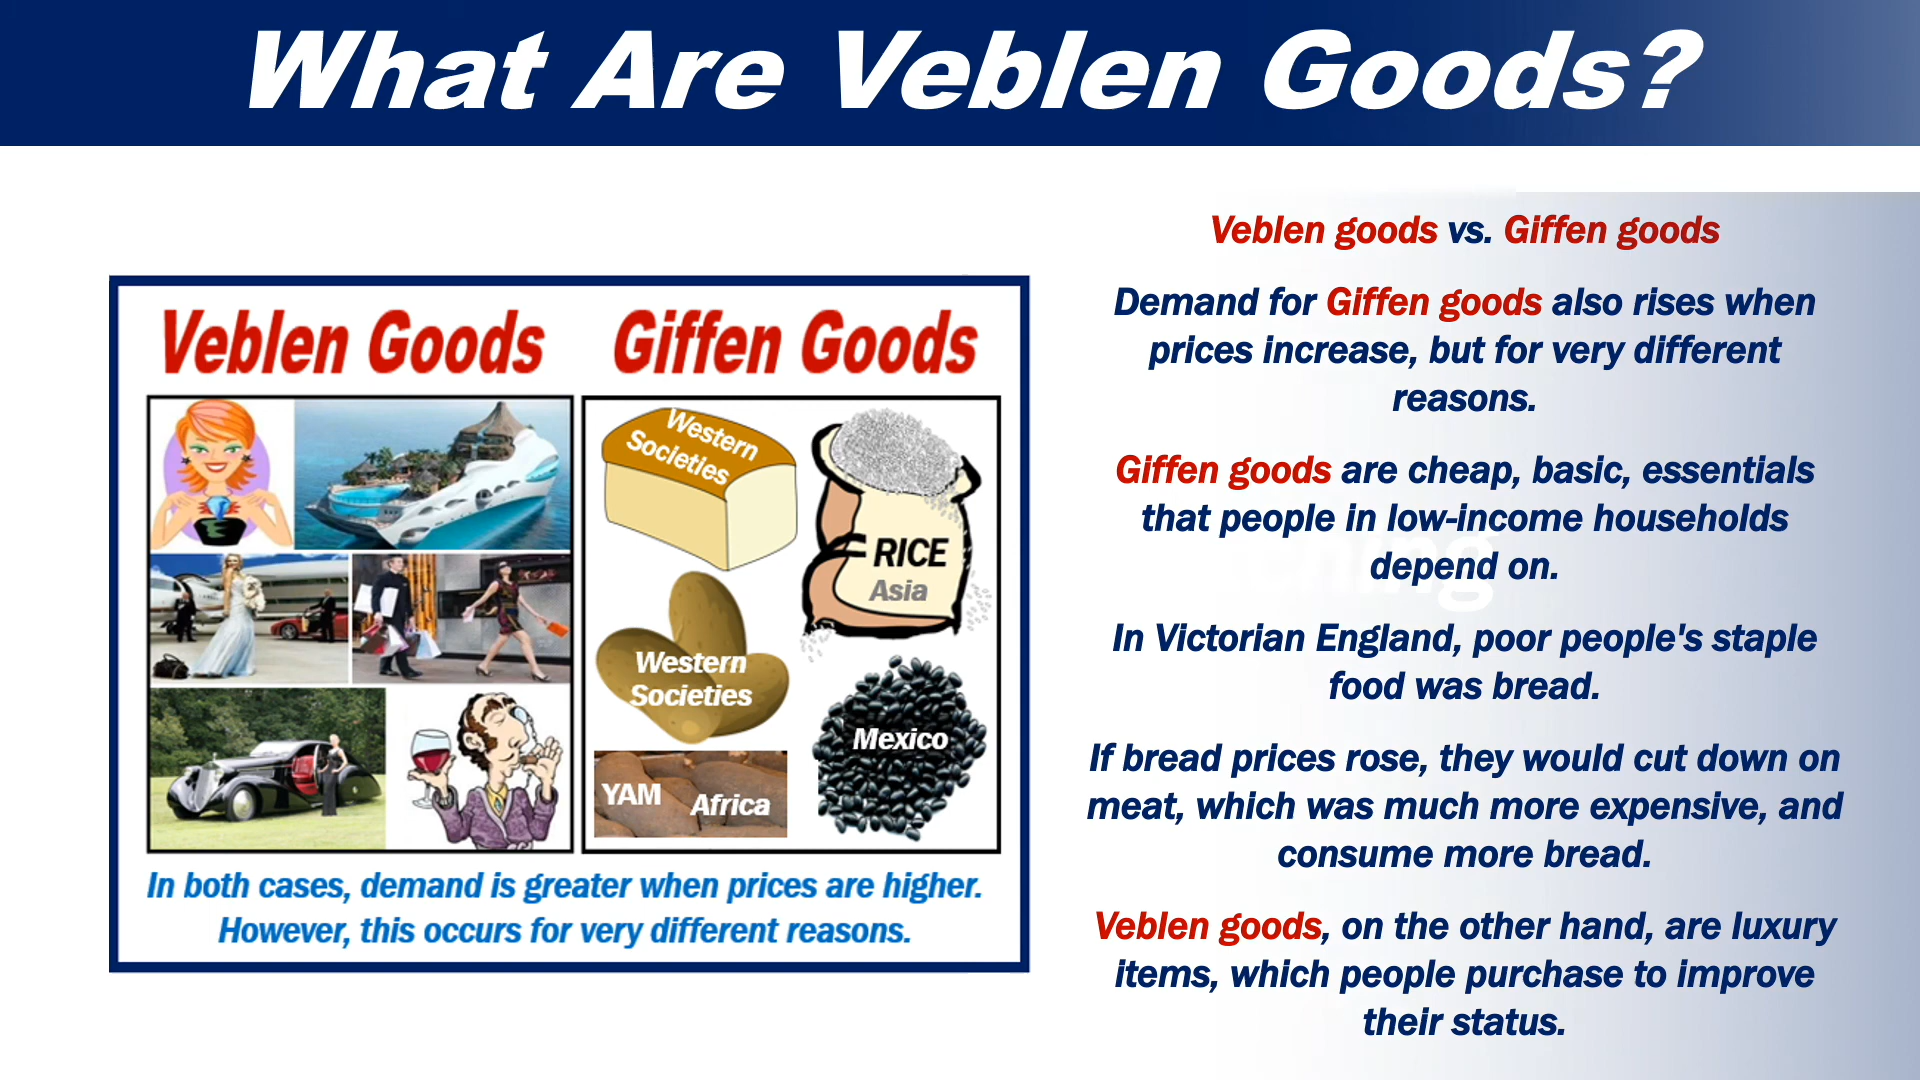 What Are Veblen Goods?
Veblen Goods
Giffen Goods
Western
Societies
RICE
Asia
Western
Societies
Mexico
YAM
Africa
In both cases, demand is greater when prices are higher.
However, this occurs for very different reasons.
Veblen goods vs. Giffen goods
Demand for Giffen goods also rises when
prices increase, but for very different
reasons.
Giffen goods are cheap, basic, essentials
that people in low-income households
depend on.
In Victorian England, poor people's staple
food was bread.
If bread prices rose, they would cut down on
meat, which was much more expensive, and
consume more bread.
Veblen goods, on the other hand, are luxury
items, which people purchase to improve
their status.